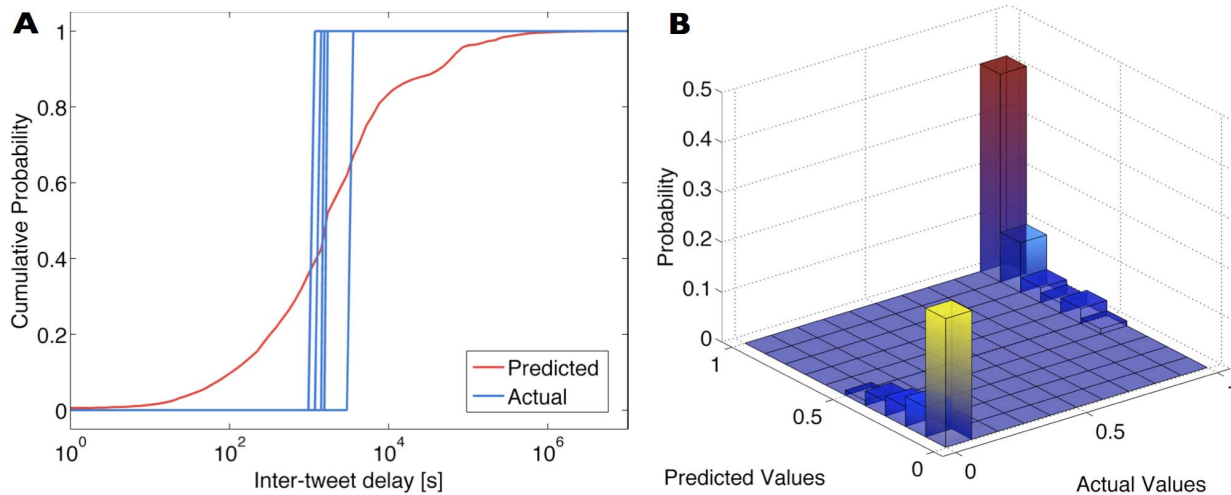 A
1
0.8
0.6
0.4
0.2
0
Cumulative Probability
10^0
10^2
10^4
10^6
Inter-tweet delay [s]
Predicted
Actual
B
0.5
0.4
0.3
0.2
0.1
0
Probability
1
0.5
0
Predicted Values
0
0.5
1
Actual Values